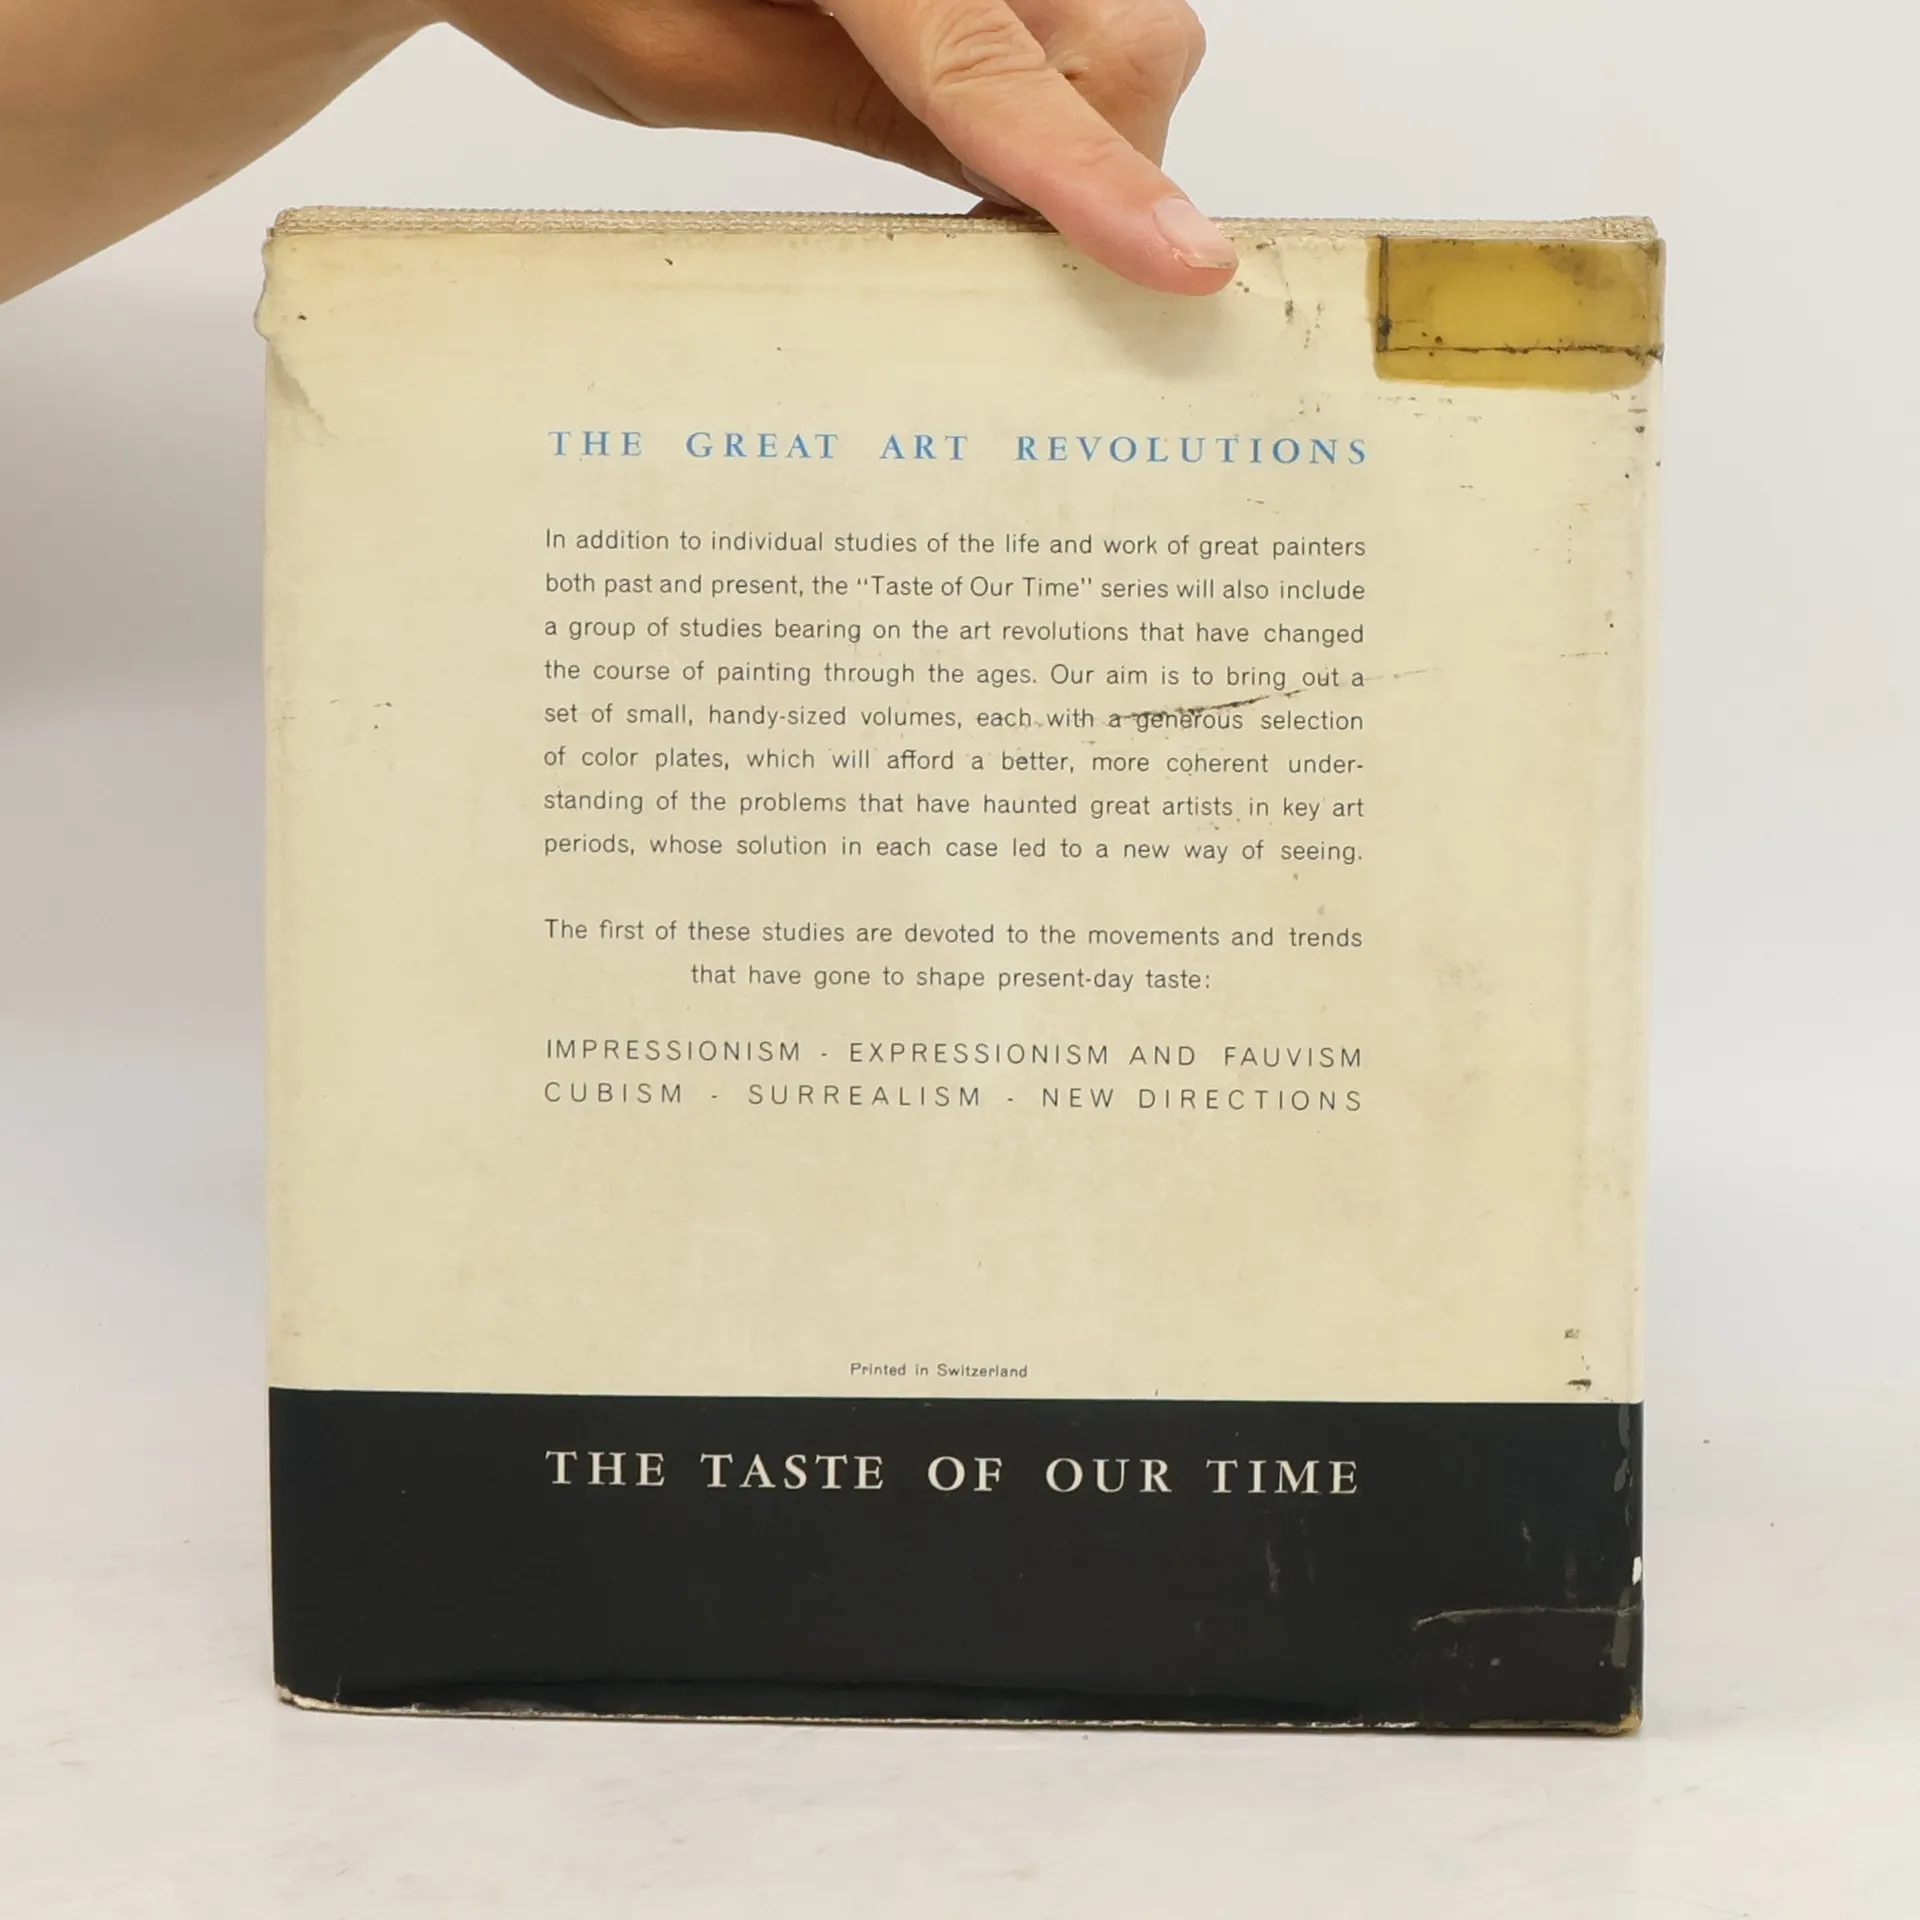 THE GREAT ART REVOLUTIONS
In addition to individual studies of the life and work of great painters
both past and present, the “Taste of Our Time” series will also include
a group of studies bearing on the art revolutions that have changed
the course of painting through the ages. Our aim is to bring out a
set of small, handy-sized volumes, each with a generous selection
of color plates, which will afford a better, more coherent under-
standing of the problems that have haunted great artists in key art
periods, whose solution in each case led to a new way of seeing.
The first of these studies are devoted to the movements and trends
that have gone to shape present-day taste:
IMPRESSIONISM - EXPRESSIONISM AND FAUVISM
CUBISM - SURREALISM - NEW DIRECTIONS
Printed in Switzerland
THE TASTE OF OUR TIME